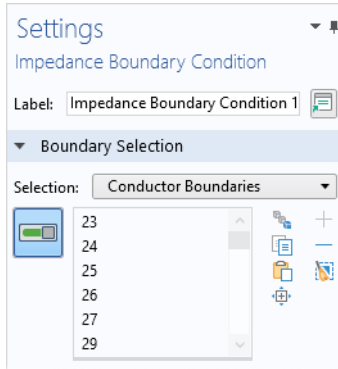 Settings
Impedance Boundary Condition
Label: Impedance Boundary Condition 1
Boundary Selection
Selection: Conductor Boundaries
23
24
25
26
27
29